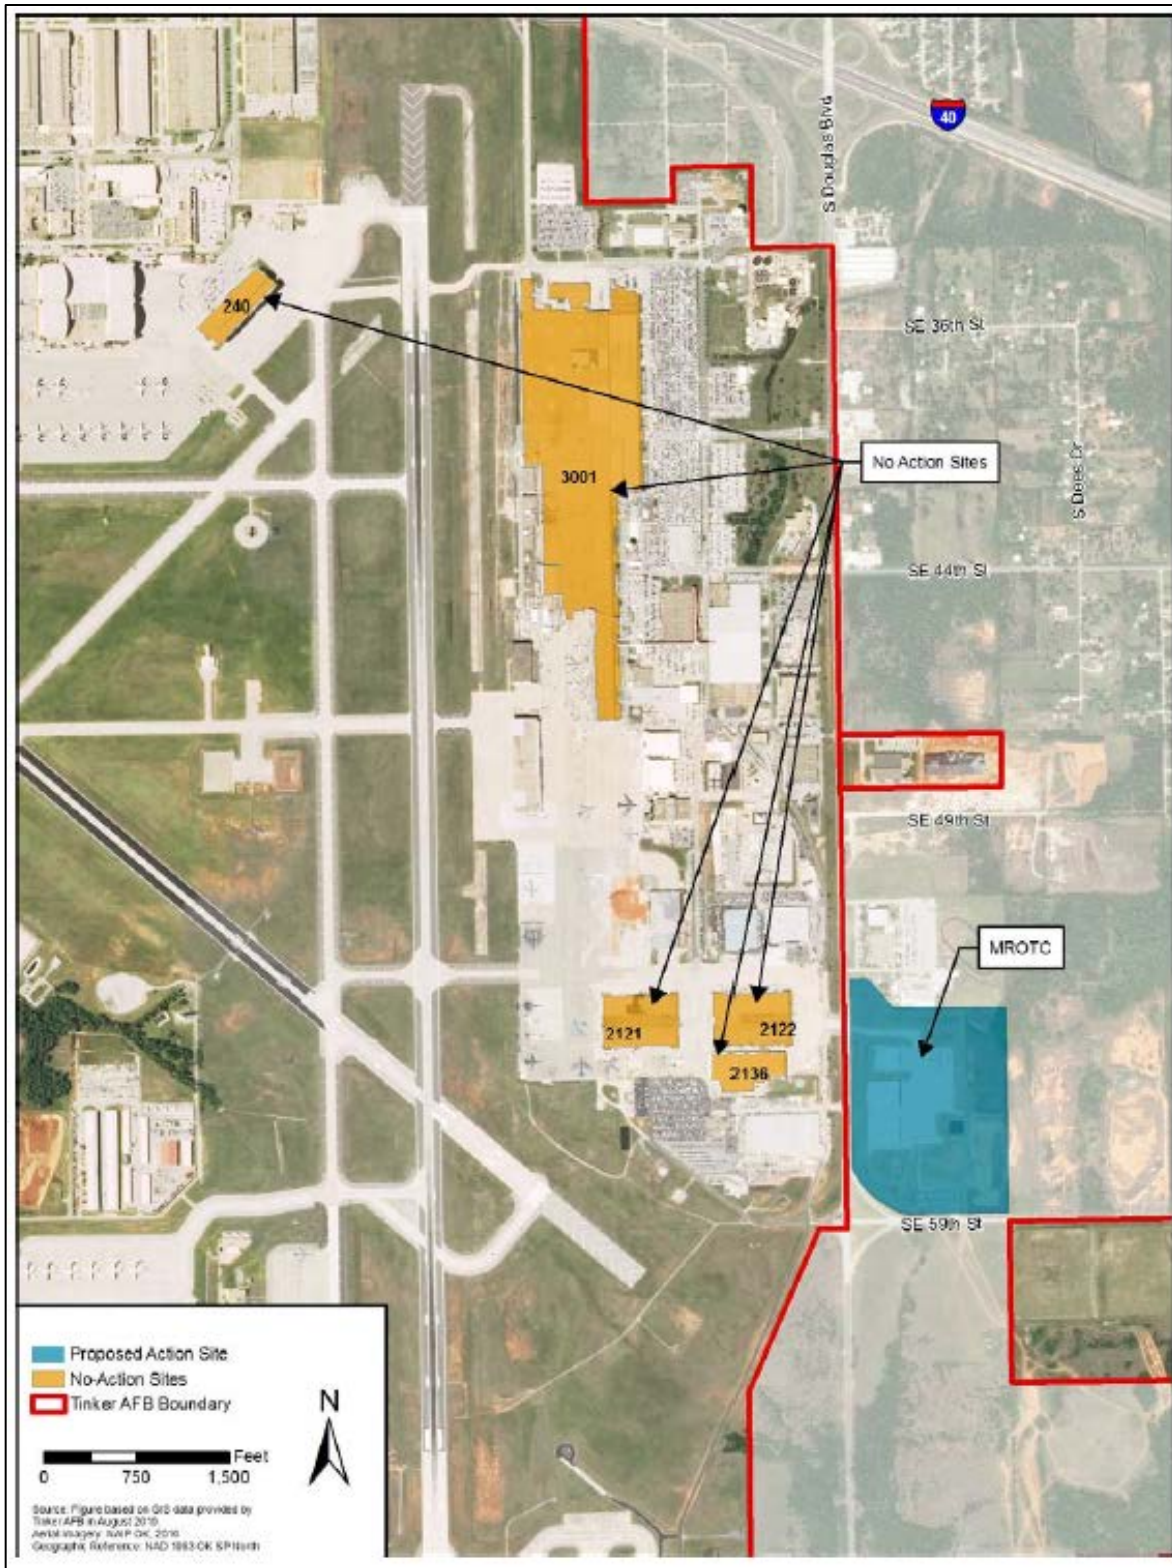 40
S Douglas Blvd
240
SE 36th St
3001
No Action Sites
S Dees Dr
SE 44th St
SE 49th St
MROTC
2121
2122
2136
SE 59th St
Proposed Action Site
No-Action Sites
Tinker AFB Boundary
N
Feet
0 750 1,500
Source: Figure based on GIS data provided by
Tinker AFB in August
Aerial Imagery: NAIP OK,
Geographic Reference: NAD 1983 OK SP North